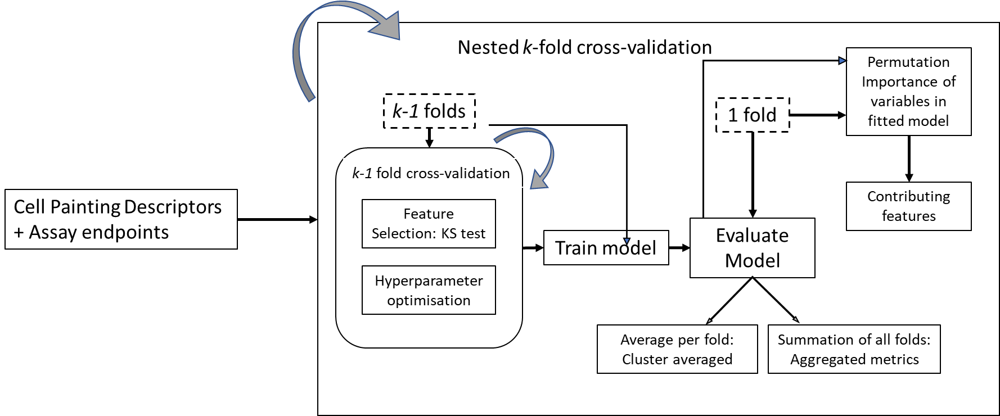 Nested k-fold cross-validation
Permutation
Importance of
variables in
fitted model
k-1 folds
1 fold
k-1 fold cross-validation
Cell Painting Descriptors
+ Assay endpoints
Feature
Selection: KS test
Contributing
features
Train model
Evaluate
Model
Hyperparameter
optimisation
Average per fold:
Cluster averaged
Summation of all folds:
Aggregated metrics